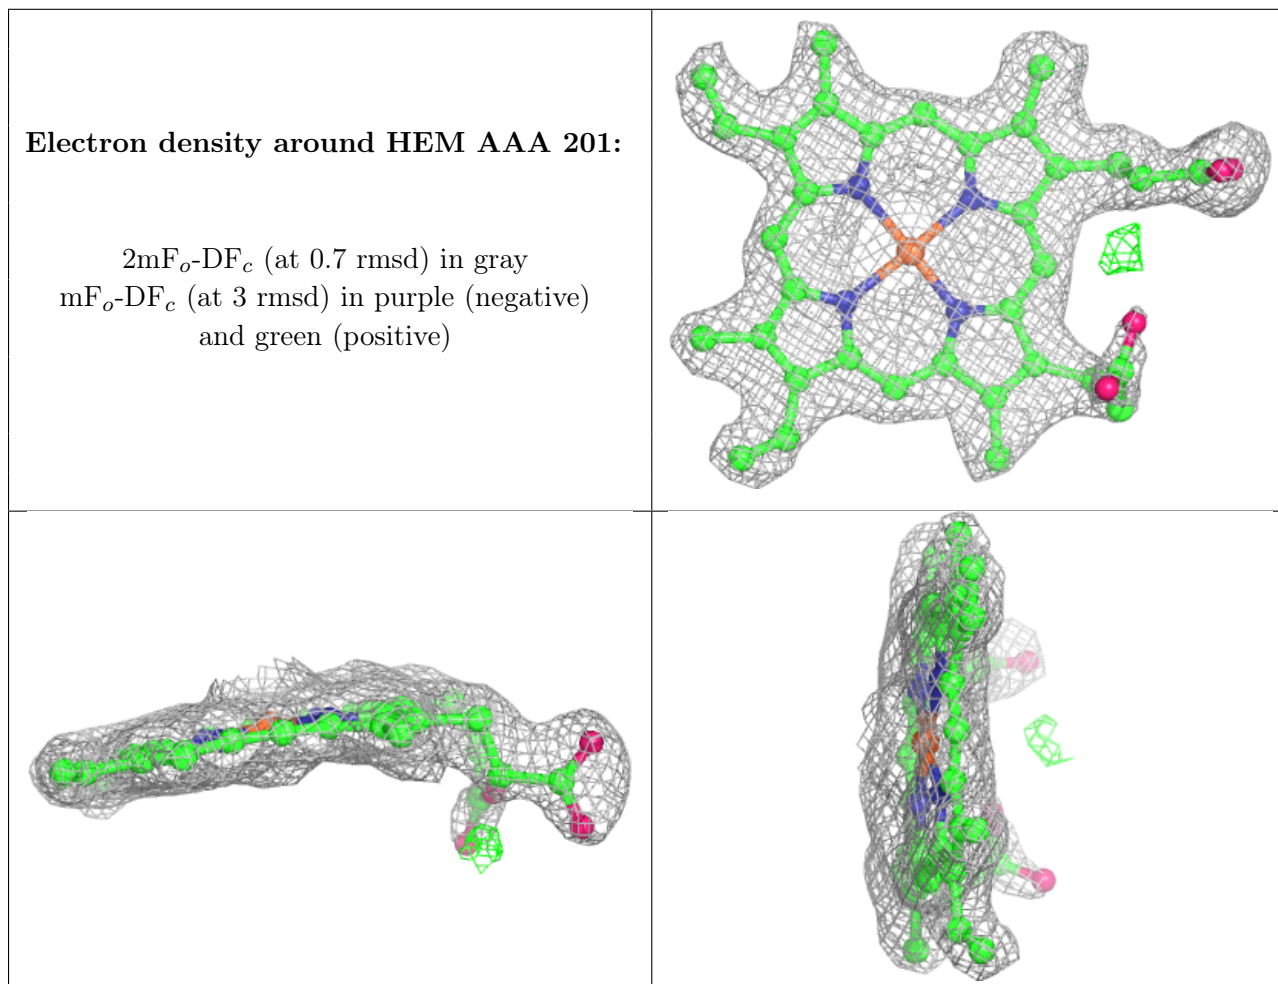 Electron density around HEM AAA 201:
2mFo-DFc (at 0.7 rmsd) in gray
mFo-DFc (at 3 rmsd) in purple (negative)
and green (positive)